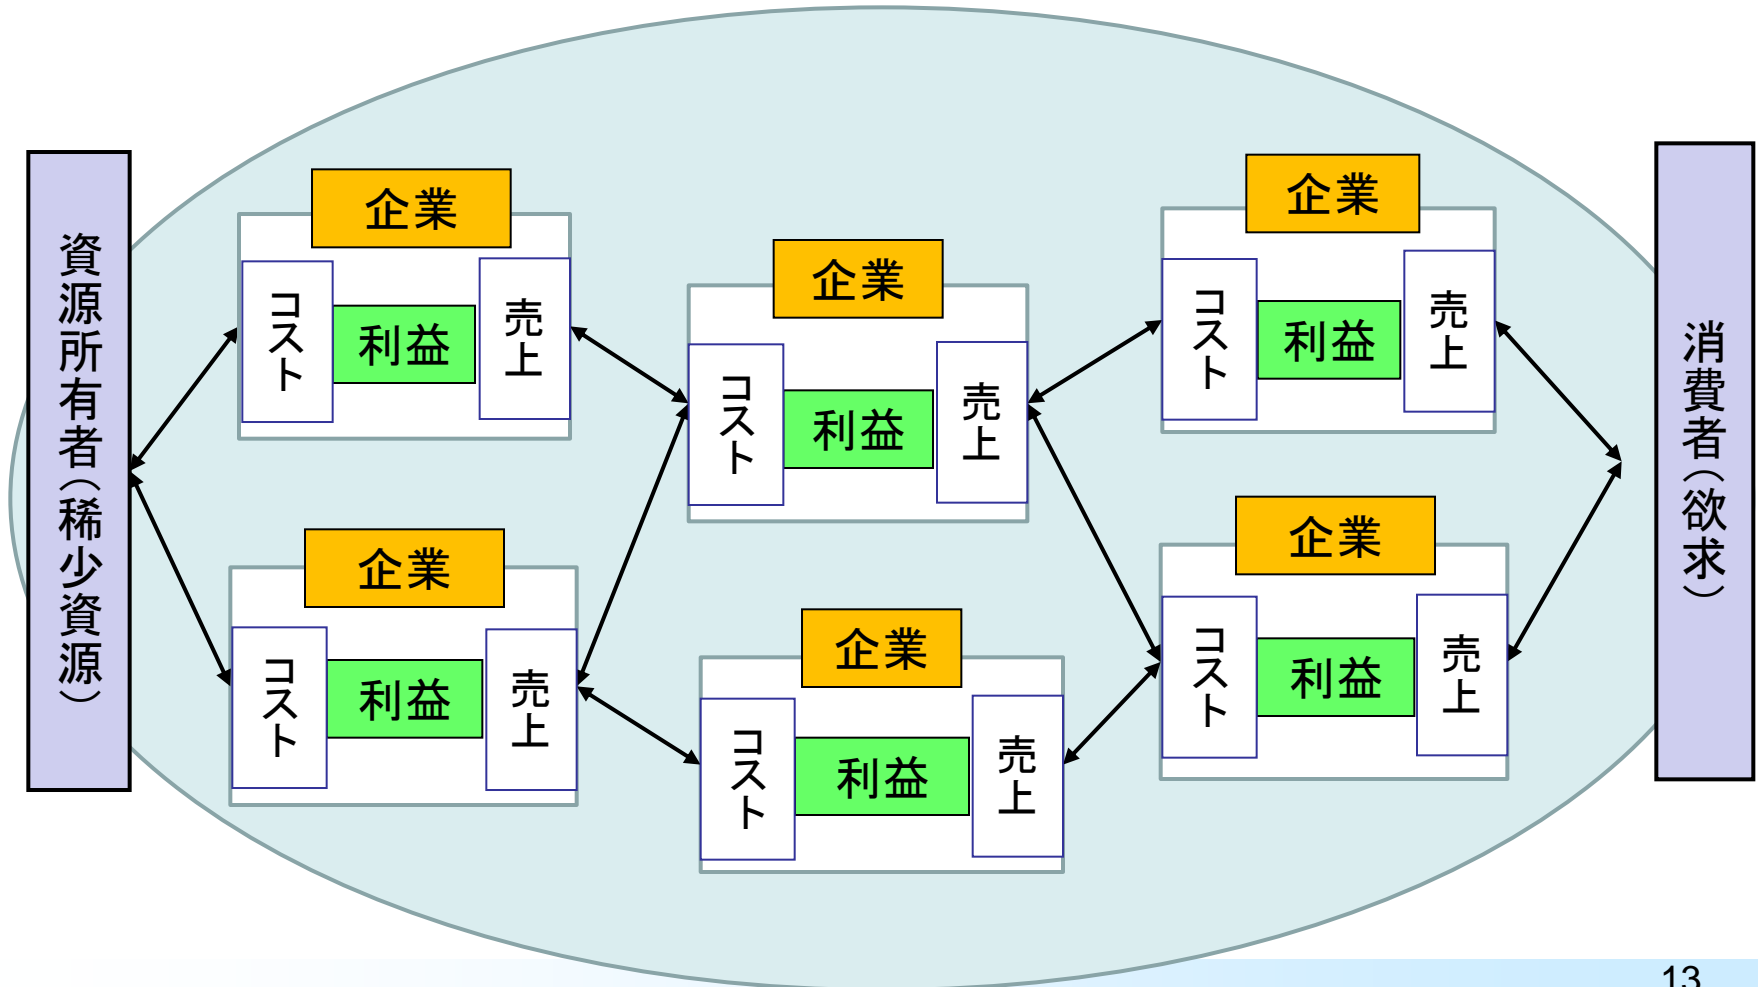 資源所有者（稀少資源）
企業
コスト
利益
売上
企業
コスト
利益
売上
企業
コスト
利益
売上
企業
コスト
利益
売上
企業
コスト
利益
売上
企業
コスト
利益
売上
消費者（欲求）
13